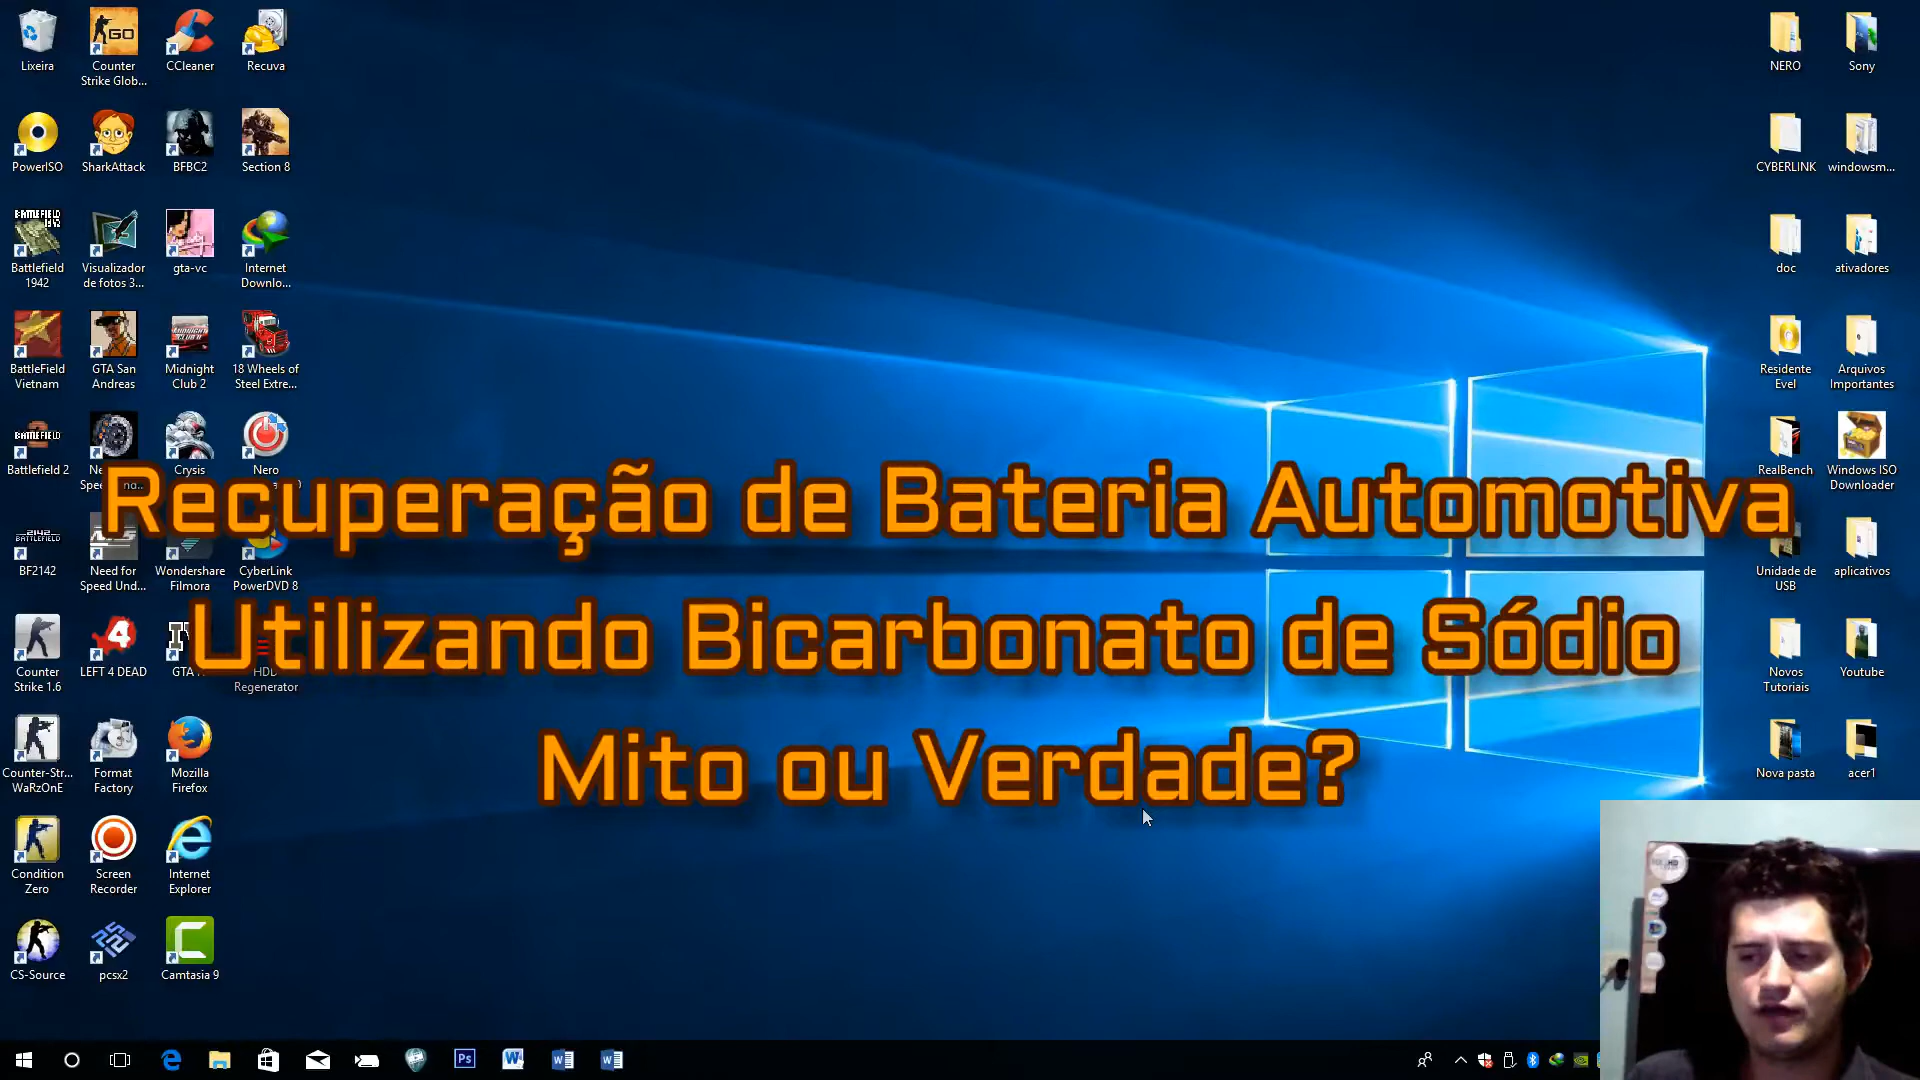 Lixeira
Counter
Strike Glob...
CCleaner
Recuva
PowerISO
SharkAttack
BFBC2
Section 8
Battlefield
1942
Visualizador
de fotos 3...
gta-vc
Internet
Downlo...
BattleField
Vietnam
GTA San
Andreas
Midnight
Club 2
18 Wheels of
Steel Extre...
Battlefield 2
Crysis
Nero
BF2142
Need for
Speed Und...
Wondershare
Filmora
CyberLink
PowerDVD 8
Counter
Strike 1.6
LEFT 4 DEAD
HDD
Regenerator
Counter-Str...
WaRzOnE
Format
Factory
Mozilla
Firefox
Condition
Zero
Screen
Recorder
Internet
Explorer
CS-Source
pcsx2
Camtasia 9
Recuperação de Bateria Automotiva
Utilizando Bicarbonato de Sódio
Mito ou Verdade?
NERO
Sony
CYBERLINK
windowsm...
doc
ativadores
Residente
Evel
Arquivos
Importantes
RealBench
Windows ISO
Downloader
Unidade de
USB
aplicativos
Novos
Tutoriais
Youtube
Nova pasta
acer1